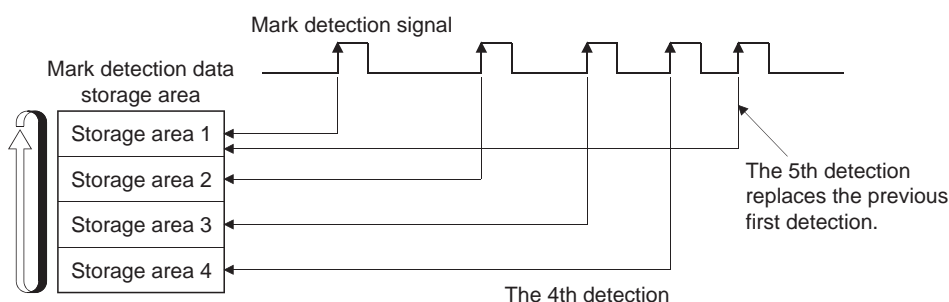 Mark detection signal
Mark detection data
storage area
Storage area 1
Storage area 2
Storage area 3
Storage area 4
The 5th detection
replaces the previous
first detection.
The 4th detection